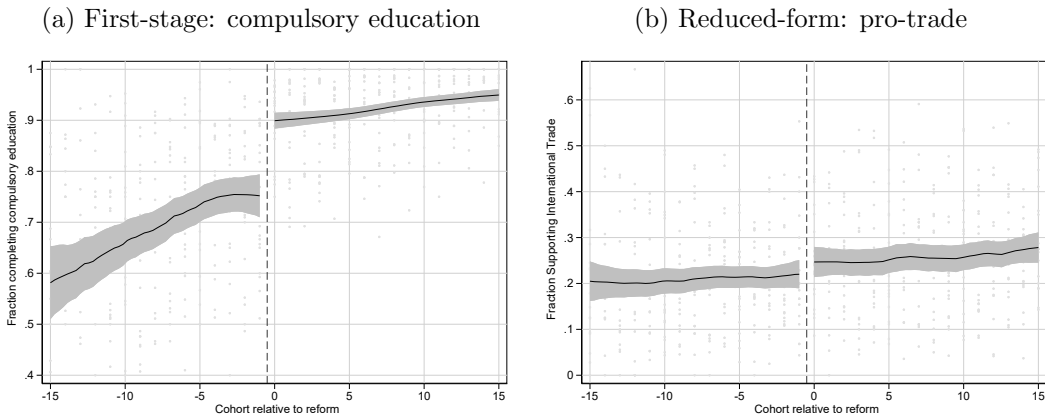 (a) First-stage: compulsory education
Fraction completing compulsory education
1
.9
.8
.7
.6
.5
.4
-15 -10 -5 0 5 10 15
Cohort relative to reform
(b) Reduced-form: pro-trade
Fraction Supporting International Trade
.6
.5
.4
.3
.2
.1
0
-15 -10 -5 0 5 10 15
Cohort relative to reform